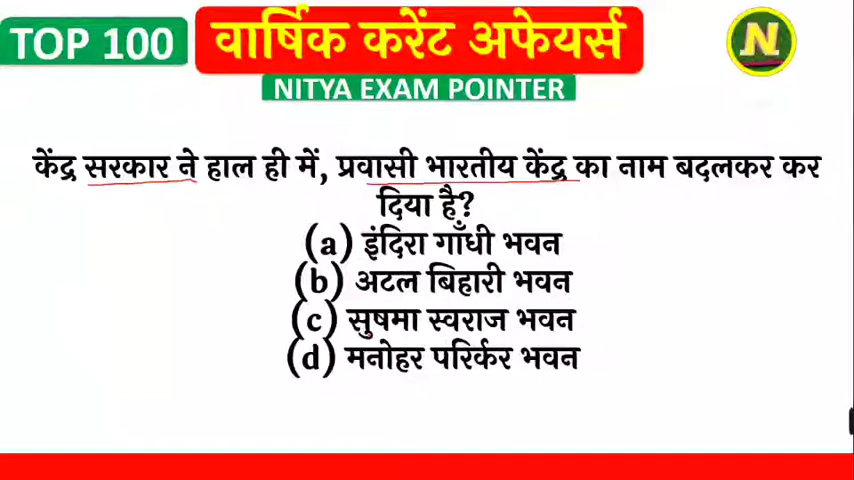 TOP 100
वार्षिक करेंट अफेयर्स
N
NITYA EXAM POINTER
केंद्र सरकार ने हाल ही में, प्रवासी भारतीय केंद्र का नाम बदलकर कर
दिया है?
(a) इंदिरा गाँधी भवन
(b) अटल बिहारी भवन
(c) सुषमा स्वराज भवन
(d) मनोहर परिर्कर भवन